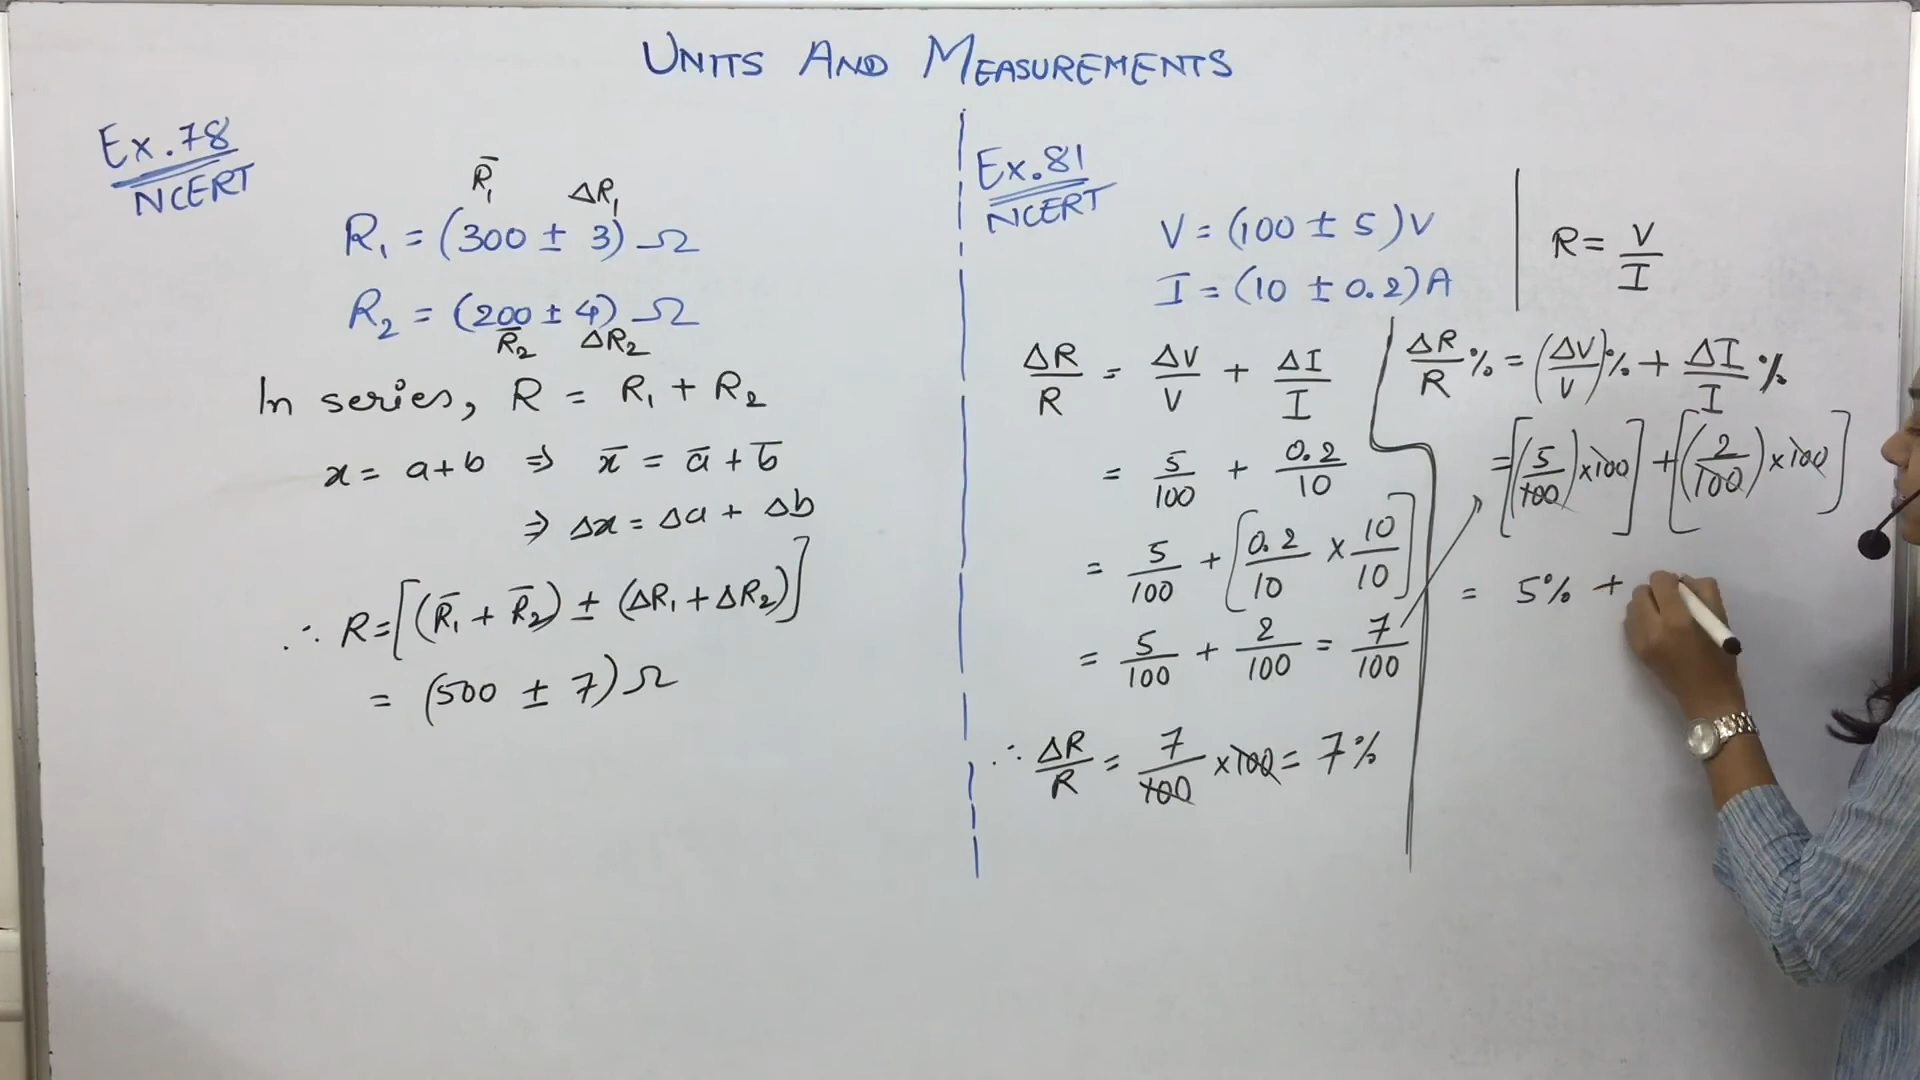 UNITS AND MEASUREMENTS
Ex.78
NCERT
R̄₁ ΔR₁
R₁ = (300 ± 3) Ω
R₂ = (200 ± 4) Ω
R̄₂ ΔR₂
In series, R = R₁ + R₂
x = a+b ⇒ x̄ = ā + b̄
⇒ Δx = Δa + Δb
∴ R = [(R̄₁ + R̄₂) ± (ΔR₁ + ΔR₂)]
= (500 ± 7) Ω
Ex.81
NCERT
V = (100 ± 5) V
I = (10 ± 0.2) A
R = V/I
ΔR/R = ΔV/V + ΔI/I
= 5/100 + 0.2/10
= 5/100 + [0.2/10 × 10/10]
= 5/100 + 2/100 = 7/100
∴ ΔR/R = 7/100 ×100 = 7%
ΔR/R % = (ΔV/V)% + ΔI/I %
= [(5/100) ×100] + [(2/100) ×100]
= 5% +